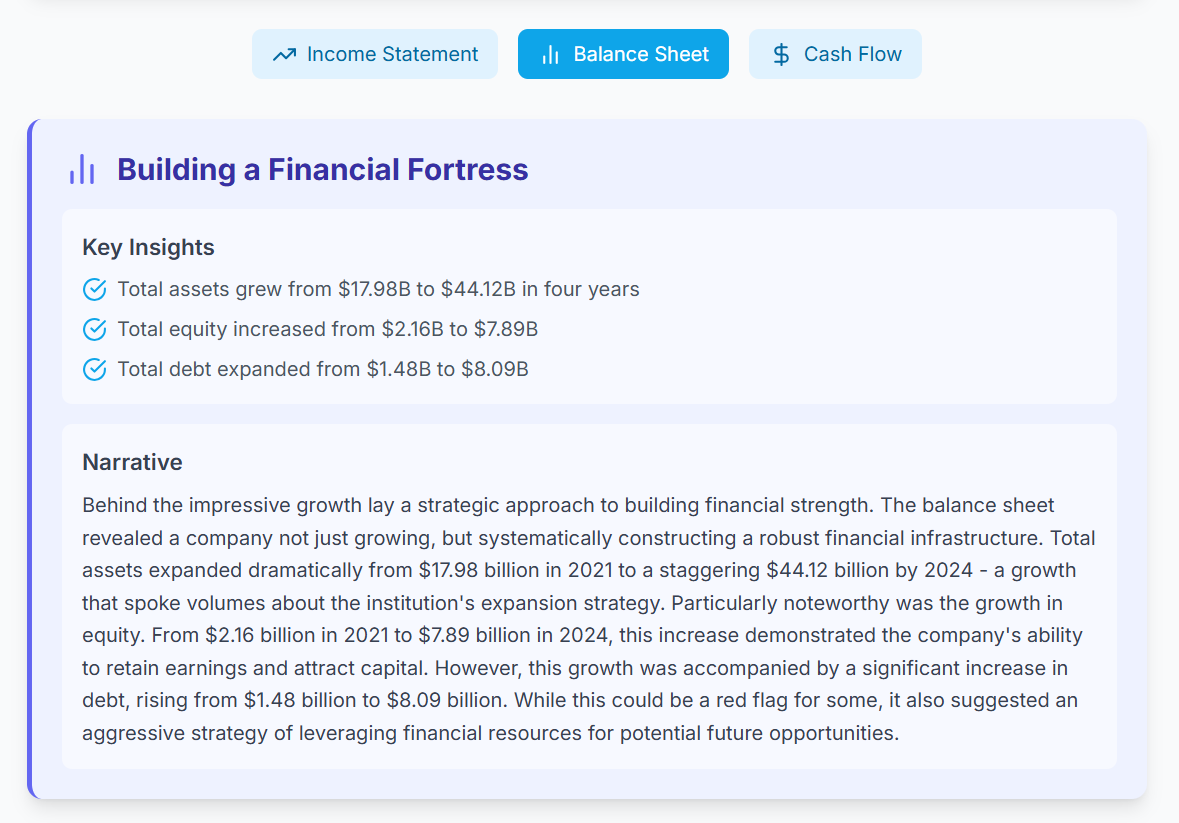 Income Statement
Balance Sheet
Cash Flow
Building a Financial Fortress
Key Insights
Total assets grew from $17.98B to $44.12B in four years
Total equity increased from $2.16B to $7.89B
Total debt expanded from $1.48B to $8.09B
Narrative
Behind the impressive growth lay a strategic approach to building financial strength. The balance sheet
revealed a company not just growing, but systematically constructing a robust financial infrastructure. Total
assets expanded dramatically from $17.98 billion in 2021 to a staggering $44.12 billion by 2024 - a growth
that spoke volumes about the institution's expansion strategy. Particularly noteworthy was the growth in
equity. From $2.16 billion in 2021 to $7.89 billion in 2024, this increase demonstrated the company's ability
to retain earnings and attract capital. However, this growth was accompanied by a significant increase in
debt, rising from $1.48 billion to $8.09 billion. While this could be a red flag for some, it also suggested an
aggressive strategy of leveraging financial resources for potential future opportunities.